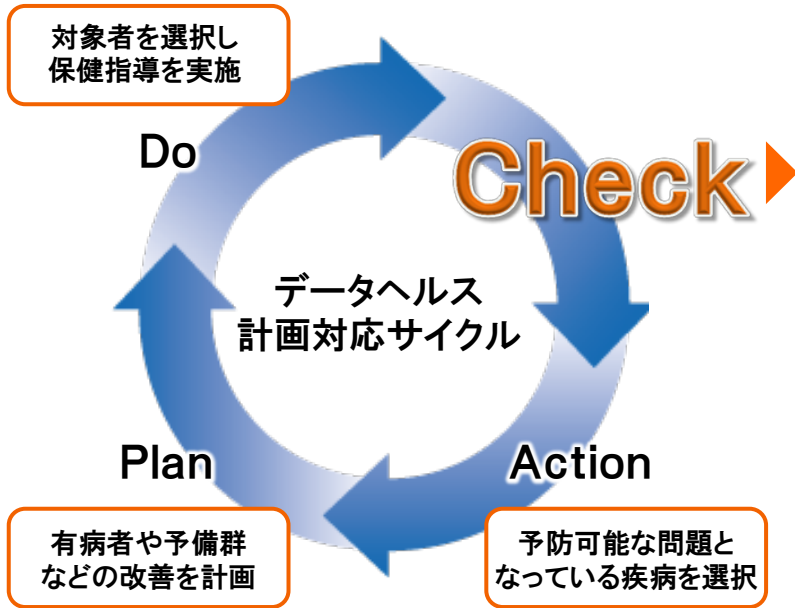 対象者を選択し
保健指導を実施
Do
Check
データヘルス
計画対応サイクル
Plan
Action
有病者や予備群
などの改善を計画
予防可能な問題と
なっている疾病を選択